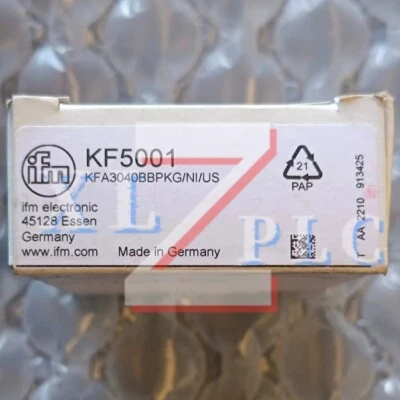 ifm
KF5001
KFA3040BBPKG/NI/US
ifm electronic
45128 Essen
Germany
www.ifm.com
Made in Germany
21
PAP
T AA 2210 913425
XLZ PLC